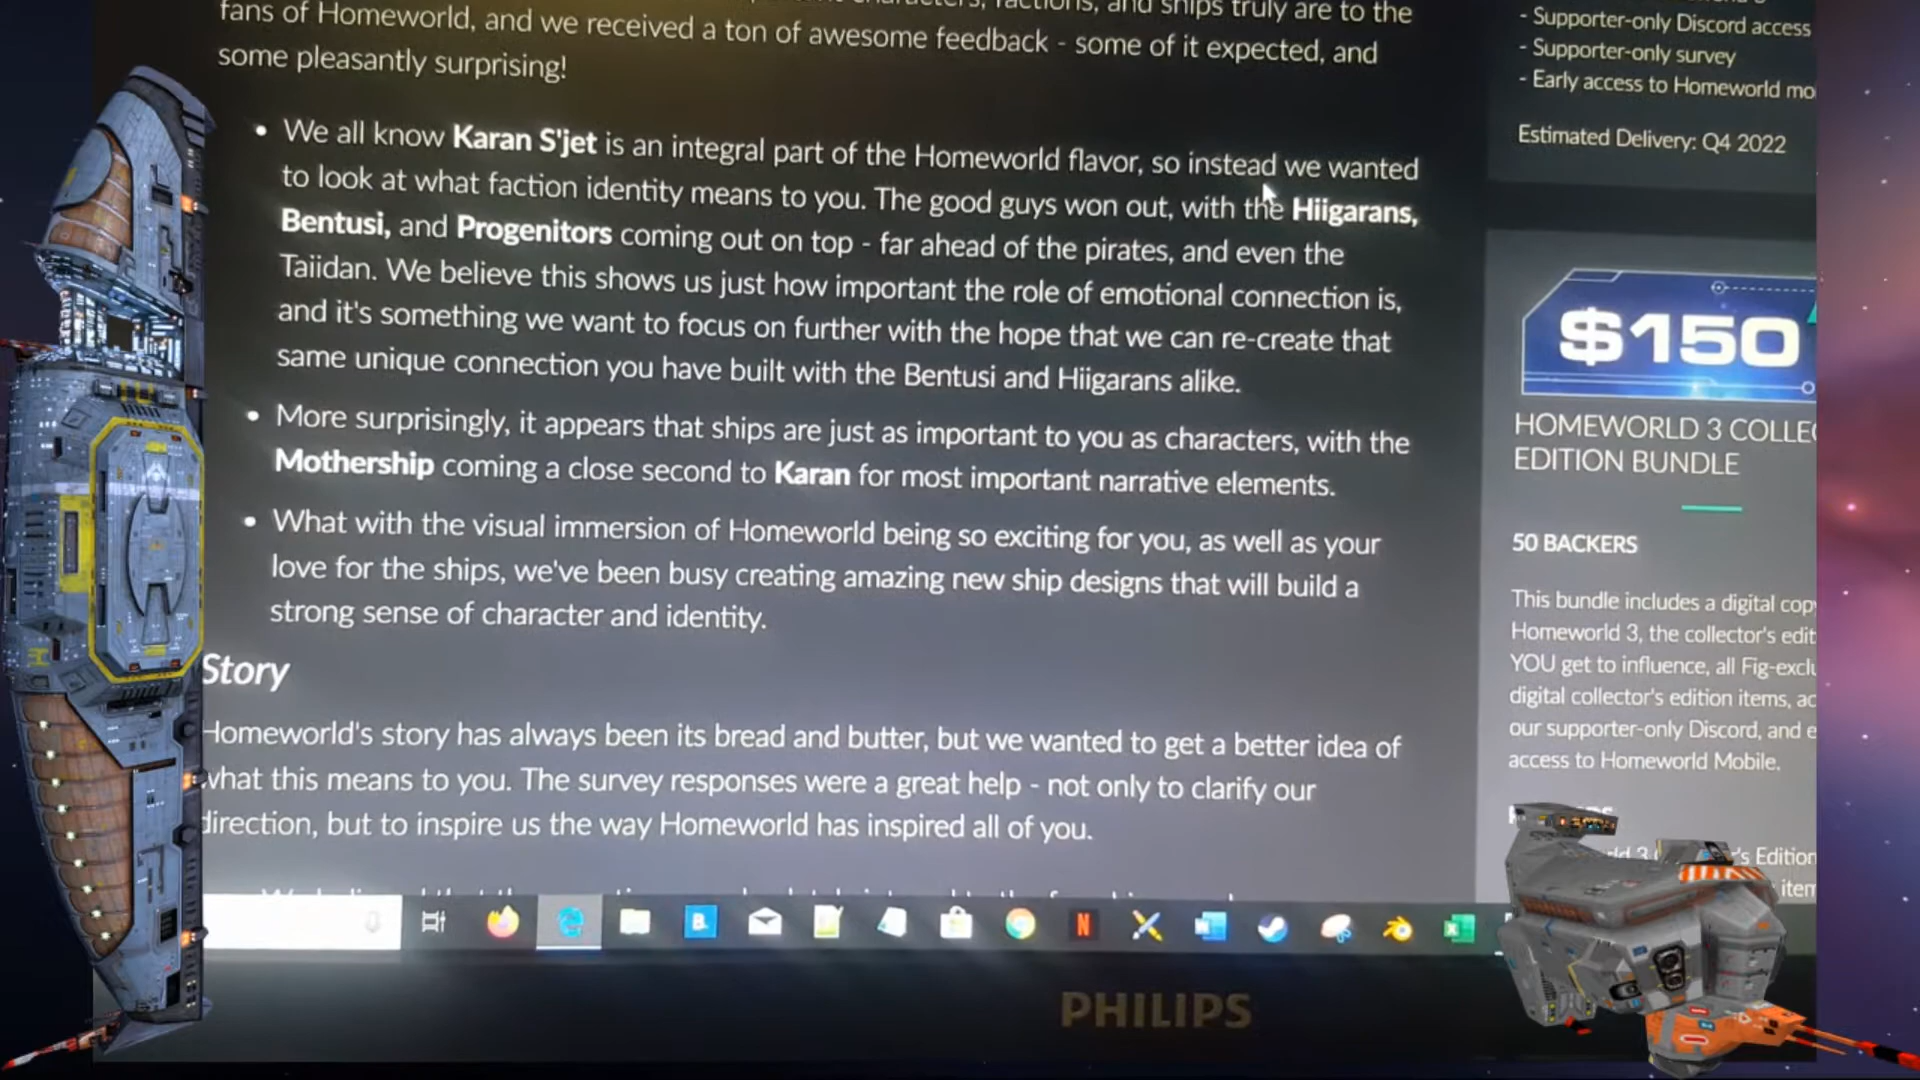 fans of Homeworld, and we received a ton of awesome feedback - some of it expected, and
some pleasantly surprising!
• We all know Karan S'jet is an integral part of the Homeworld flavor, so instead we wanted
to look at what faction identity means to you. The good guys won out, with the Hiigarans,
Bentusi, and Progenitors coming out on top - far ahead of the pirates, and even the
Taiidan. We believe this shows us just how important the role of emotional connection is,
and it's something we want to focus on further with the hope that we can re-create that
same unique connection you have built with the Bentusi and Hiigarans alike.
• More surprisingly, it appears that ships are just as important to you as characters, with the
Mothership coming a close second to Karan for most important narrative elements.
• What with the visual immersion of Homeworld being so exciting for you, as well as your
love for the ships, we've been busy creating amazing new ship designs that will build a
strong sense of character and identity.
Story
Homeworld's story has always been its bread and butter, but we wanted to get a better idea of
what this means to you. The survey responses were a great help - not only to clarify our
direction, but to inspire us the way Homeworld has inspired all of you.
- Supporter-only Discord access
- Supporter-only survey
- Early access to Homeworld mo
Estimated Delivery: Q4 2022
$150
HOMEWORLD 3 COLLEC
EDITION BUNDLE
50 BACKERS
This bundle includes a digital cop
Homeworld 3, the collector's edit
YOU get to influence, all Fig-exclu
digital collector's edition items, ac
our supporter-only Discord, and e
access to Homeworld Mobile.
's Edition
item
PHILIPS